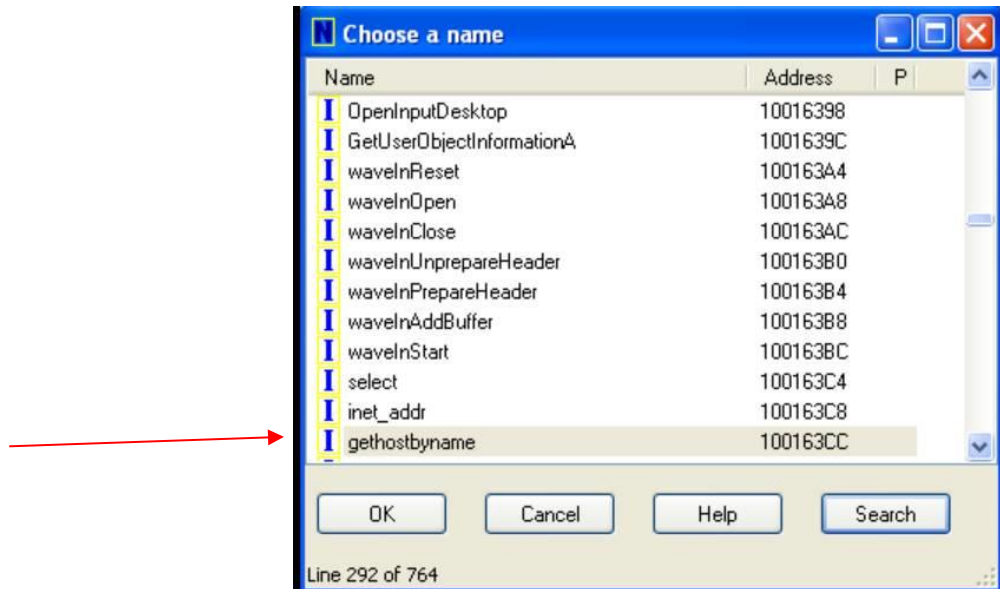 Choose a name
Name Address P
I OpenInputDesktop 10016398
I GetUserObjectInformationA 1001639C
I waveInReset 100163A4
I waveInOpen 100163A8
I waveInClose 100163AC
I waveInUnprepareHeader 100163B0
I waveInPrepareHeader 100163B4
I waveInAddBuffer 100163B8
I waveInStart 100163BC
I select 100163C4
I inet_addr 100163C8
I gethostbyname 100163CC
OK Cancel Help Search
Line 292 of 764